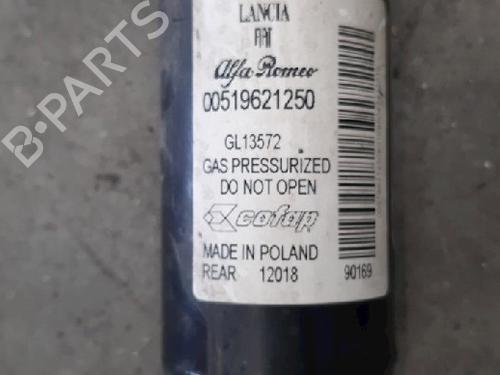 LANCIA
FIAT
Alfa Romeo
00519621250
GL13572
GAS PRESSURIZED
DO NOT OPEN
cofap
MADE IN POLAND
REAR 12018
90169
B-PARTS